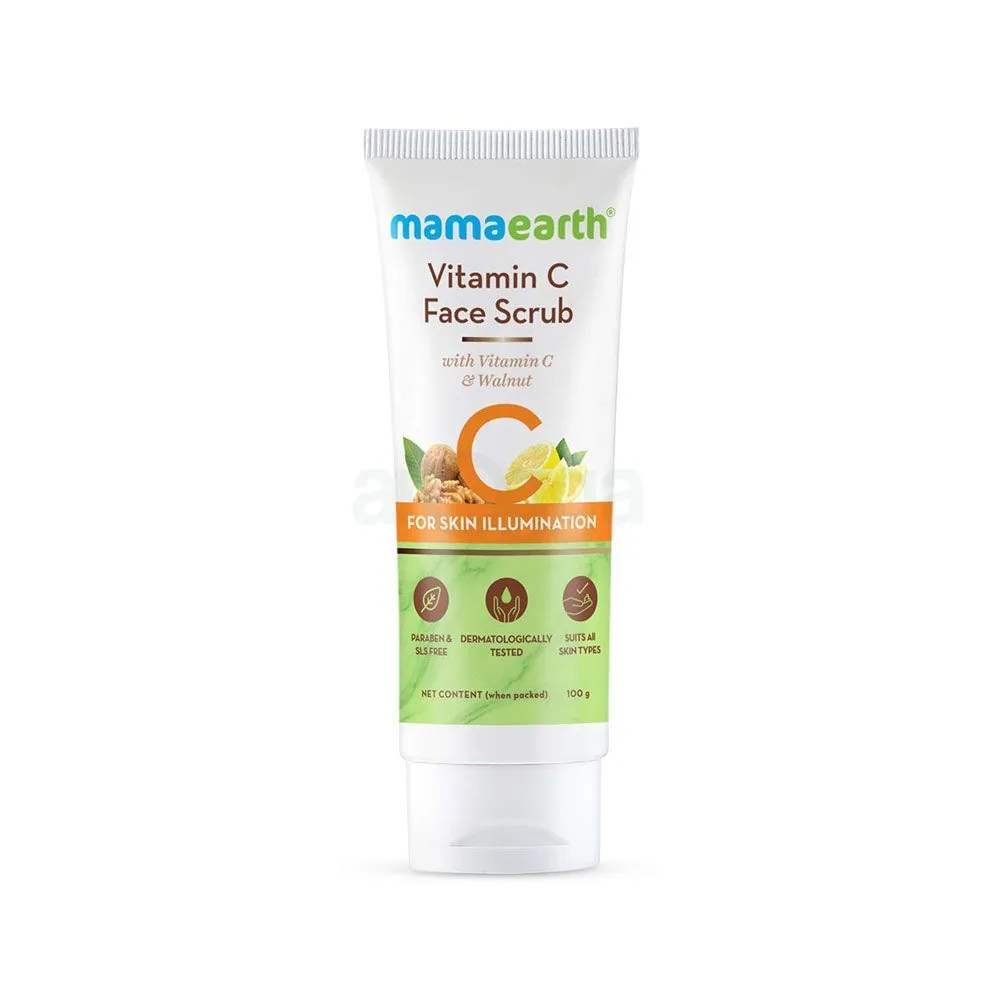 mamaearth®
Vitamin C
Face Scrub
with Vitamin C
& Walnut
C
FOR SKIN ILLUMINATION
PARABEN &
SLS FREE
DERMATOLOGICALLY
TESTED
SUITS All
SKIN TYPES
NET CONTENT (when packed) 100 g